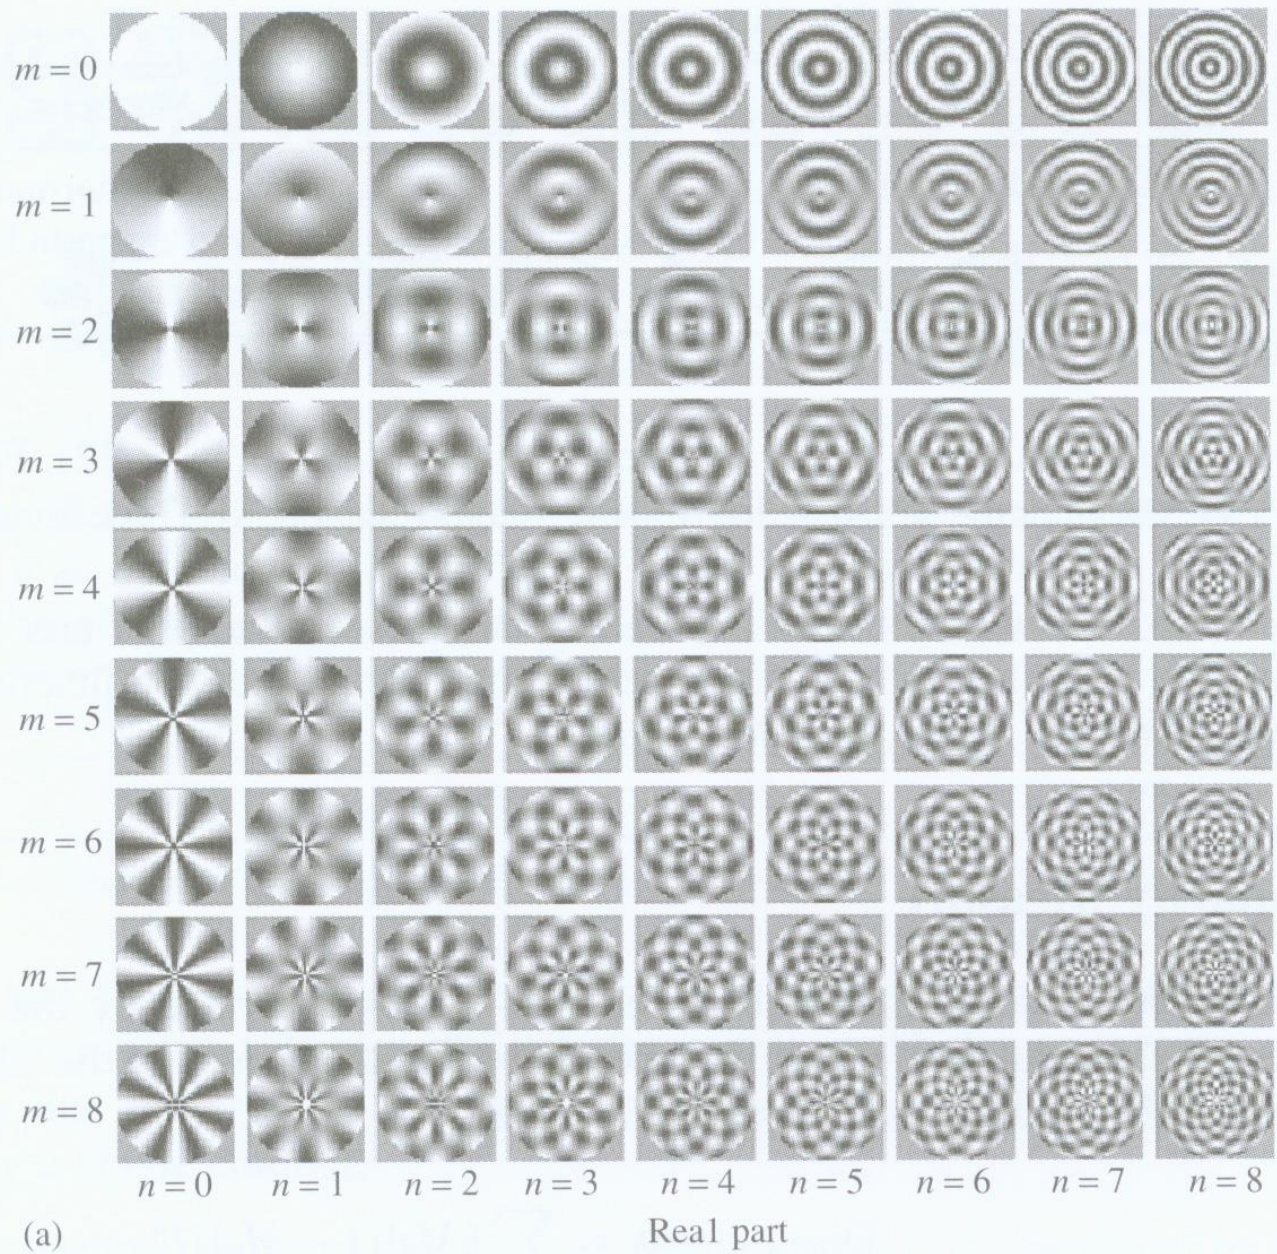 m = 0
m = 1
m = 2
m = 3
m = 4
m = 5
m = 6
m = 7
m = 8
n = 0 n = 1 n = 2 n = 3 n = 4 n = 5 n = 6 n = 7 n = 8
(a) Real part